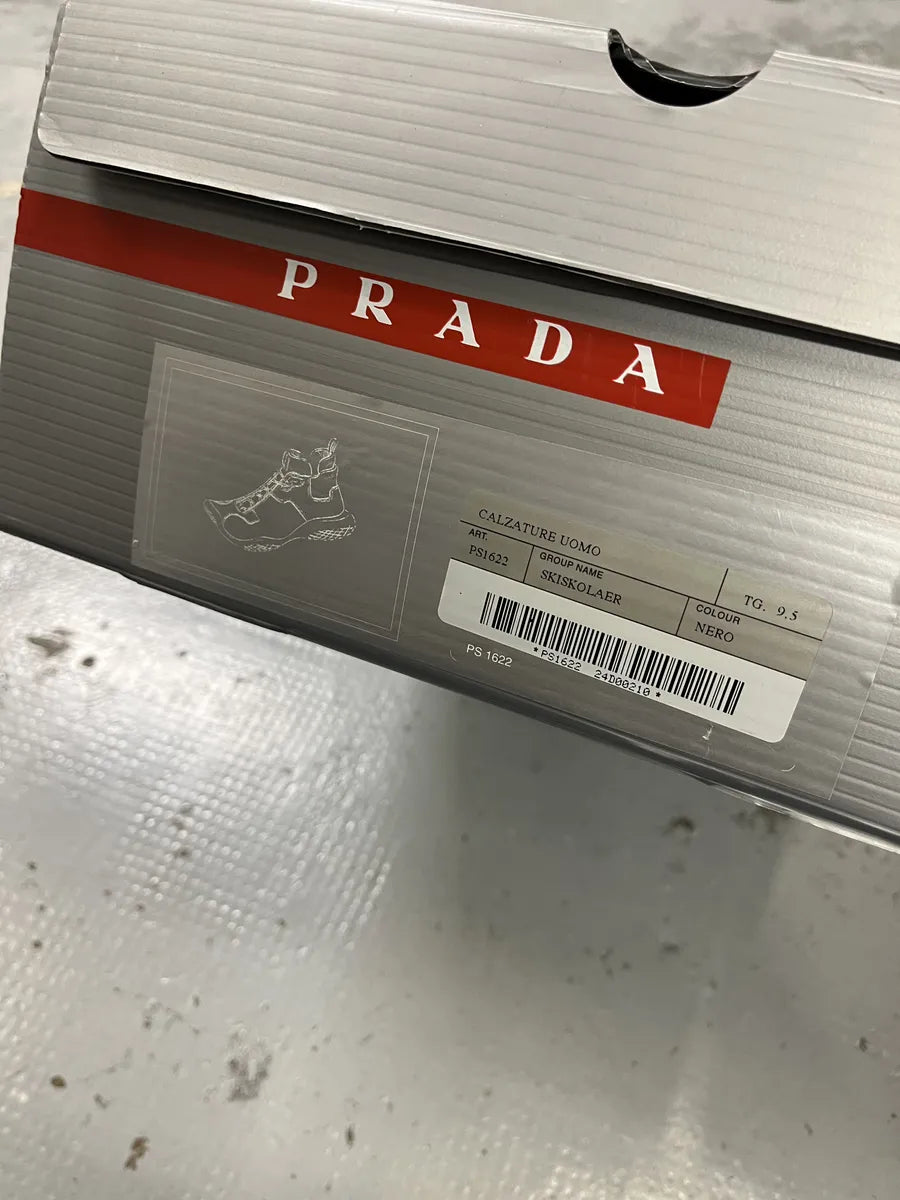 PRADA
CALZATURE UOMO
ART.
PS1622
GROUP NAME
SKISKOLAER
TG. 9.5
COLOUR
NERO
*PS1622 24D00210*
PS 1622